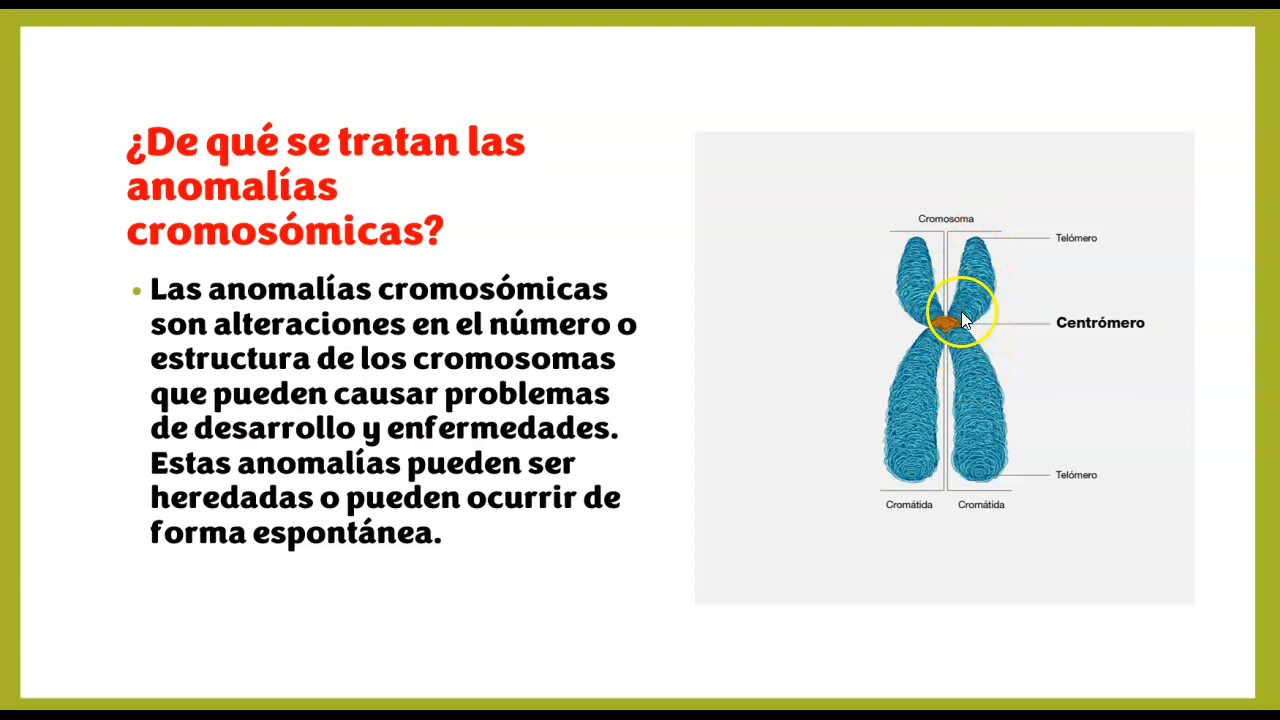 ¿De qué se tratan las
anomalías
cromosómicas?
• Las anomalías cromosómicas
son alteraciones en el número o
estructura de los cromosomas
que pueden causar problemas
de desarrollo y enfermedades.
Estas anomalías pueden ser
heredadas o pueden ocurrir de
forma espontánea.
Cromosoma
Telómero
Centrómero
Telómero
Cromátida Cromátida